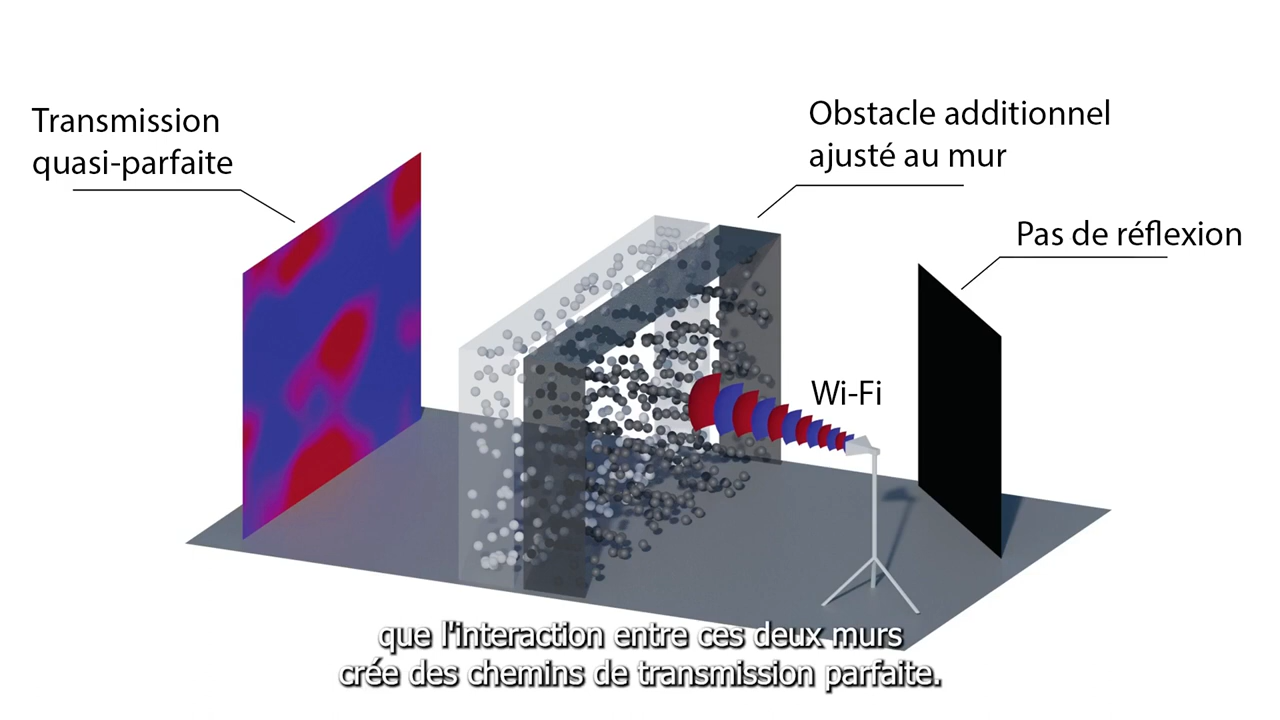 Transmission
quasi-parfaite
Obstacle additionnel
ajusté au mur
Pas de réflexion
Wi-Fi
que l'interaction entre ces deux murs
crée des chemins de transmission parfaite.